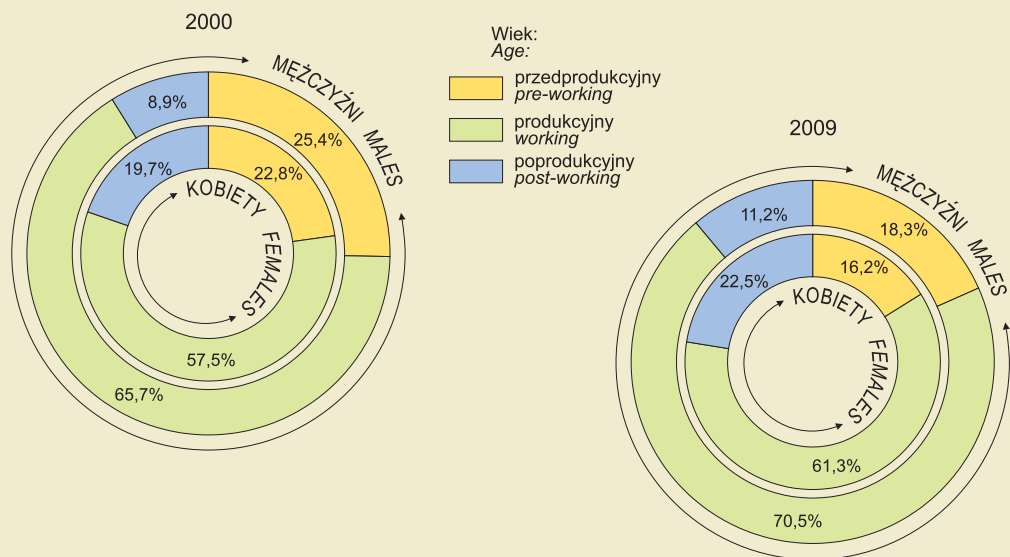 2000
MĘŻCZYŹNI MALES
8,9%
25,4%
19,7%
22,8%
KOBIETY FEMALES
57,5%
65,7%
Wiek:
Age:
przedprodukcyjny
pre-working
produkcyjny
working
poprodukcyjny
post-working
2009
MĘŻCZYŹNI MALES
11,2%
18,3%
22,5%
16,2%
KOBIETY FEMALES
61,3%
70,5%